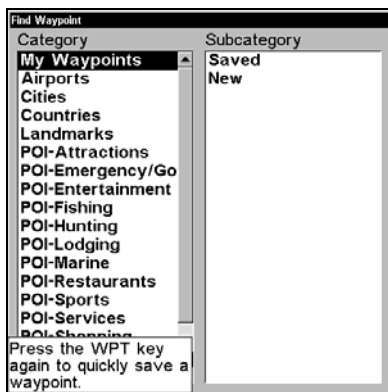 Find Waypoint
Category
Subcategory
My Waypoints
Airports
Cities
Countries
Landmarks
POI-Attractions
POI-Emergency/Go
POI-Entertainment
POI-Fishing
POI-Hunting
POI-Lodging
POI-Marine
POI-Restaurants
POI-Sports
POI-Services
POI-Shopping
Saved
New
Press the WPT key
again to quickly save a
waypoint.